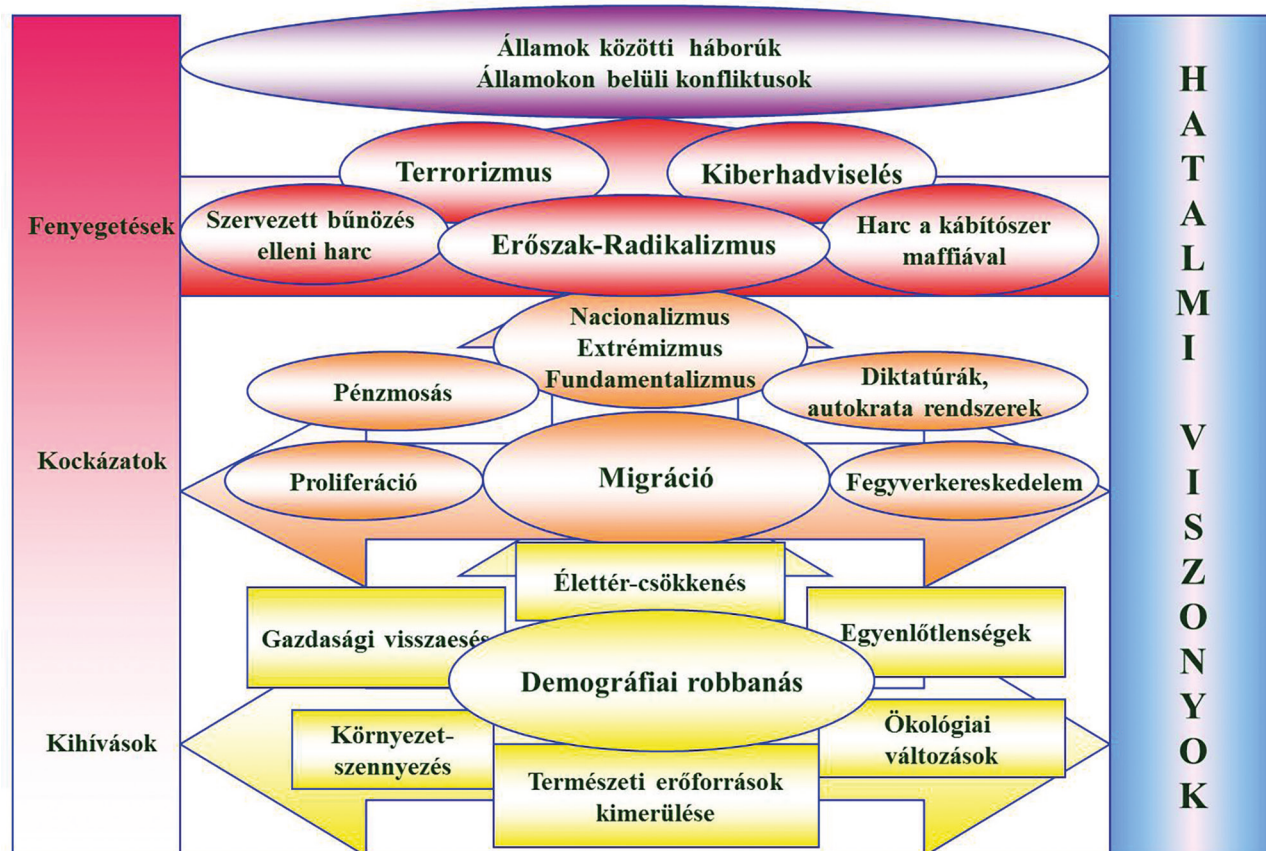 Államok közötti háborúk
Államokon belüli konfliktusok
Terrorizmus
Kiberhadviselés
Fenyegetések
Szervezett bűnözés
elleni harc
Erőszak-Radikalizmus
Harc a kábítószer
maffiával
Nacionalizmus
Extrémizmus
Fundamentalizmus
Pénzmosás
Diktatúrák,
autokrata rendszerek
Kockázatok
Proliferáció
Migráció
Fegyverkereskedelem
Élettér-csökkenés
Gazdasági visszaesés
Egyenlőtlenségek
Demográfiai robbanás
Kihívások
Környezet-
szennyezés
Természeti erőforrások
kimerülése
Ökológiai
változások
HATALMI VISZONYOK